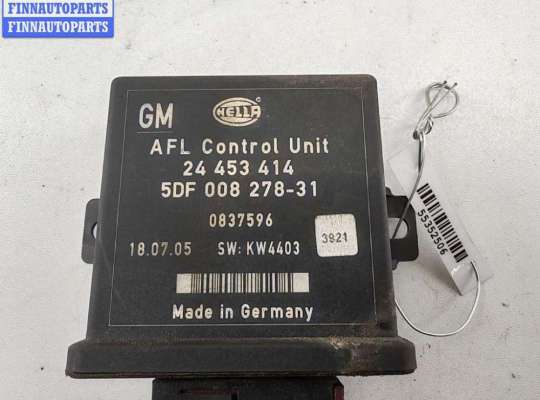 FINNAUTOPARTS
FINNAUTOPARTS
GM
HELLA
®
AFL Control Unit
24 453 414
5DF 008 278-31
0837596
3921
18.07.05 SW: KW4403
Made in Germany
55352506